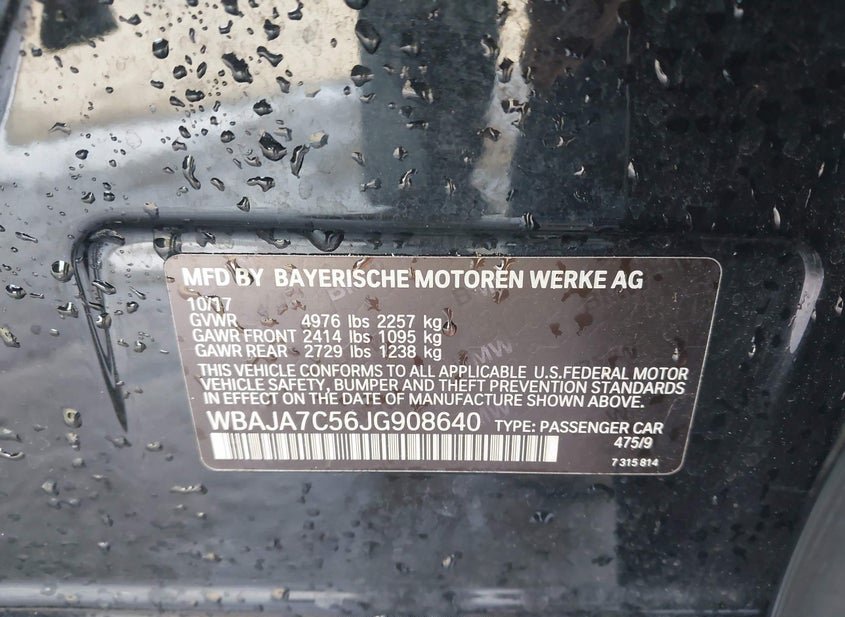 MFD BY BAYERISCHE MOTOREN WERKE AG
10/17
GVWR 4976 lbs 2257 kg
GAWR FRONT 2414 lbs 1095 kg
GAWR REAR 2729 lbs 1238 kg
THIS VEHICLE CONFORMS TO ALL APPLICABLE U.S.FEDERAL MOTOR
VEHICLE SAFETY, BUMPER AND THEFT PREVENTION STANDARDS
IN EFFECT ON THE DATE OF MANUFACTURE SHOWN ABOVE.
WBAJA7C56JG908640 TYPE: PASSENGER CAR
475/9
7 315 814